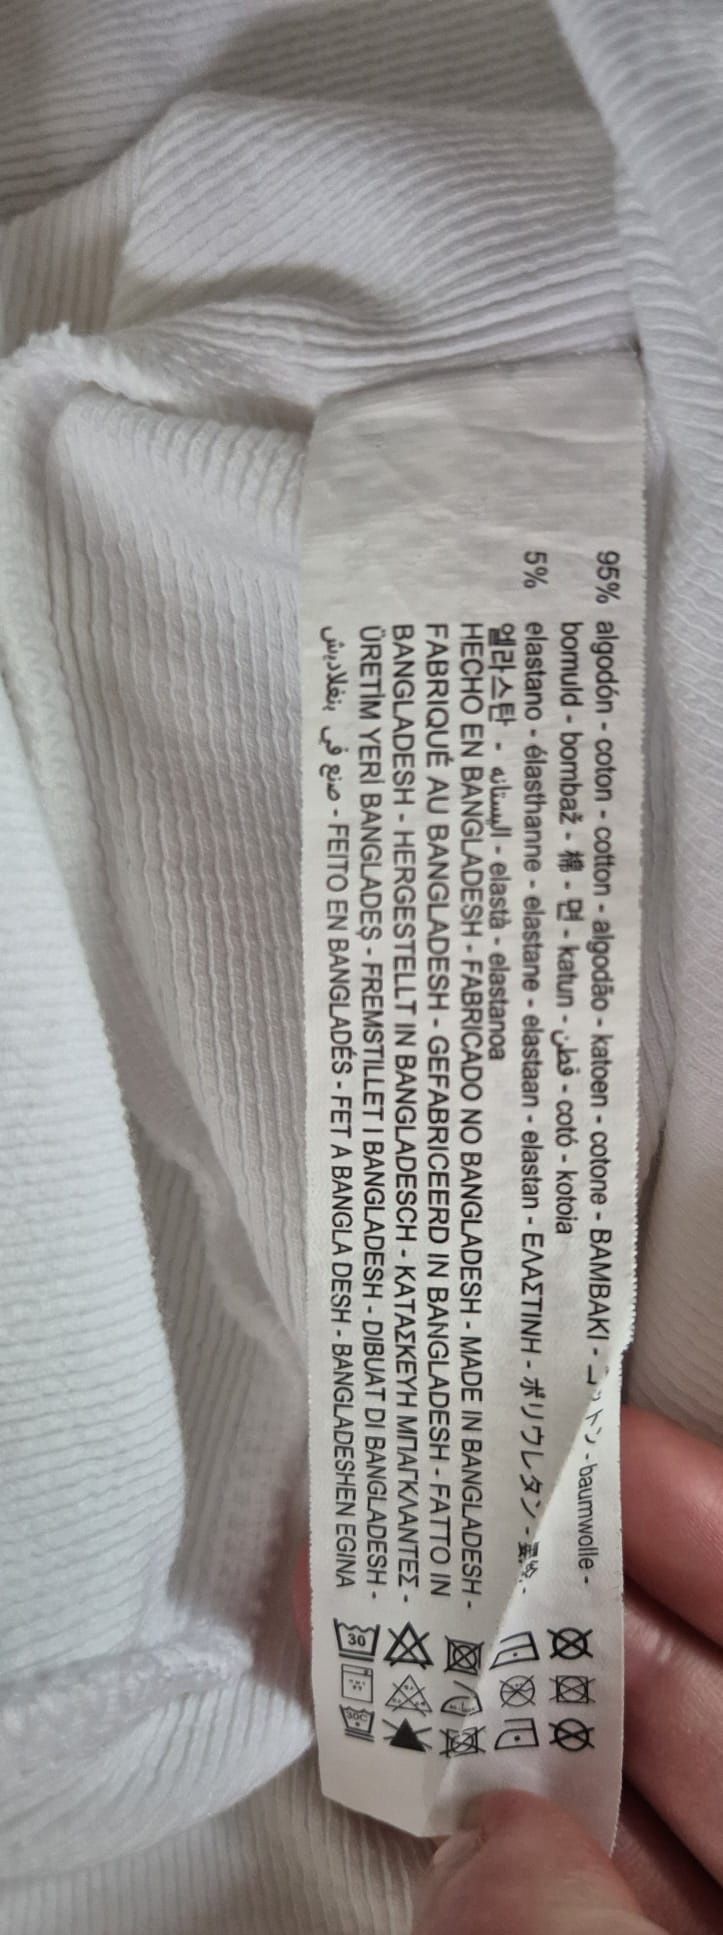 95% algodón - coton - cotton - algodão - katoen - cotone - BAMBAKI - コットン - baumwolle -
bomuld - bombaž - 棉 - 면 - katun - قطن - cotó - kotoia
5% elastano - élasthanne - elastane - elastaan - elastan - ΕΛΑΣΤΙΝΗ - ポリウレタン -
엘라스탄 - الیستانه - elastà - elastanoa
HECHO EN BANGLADESH - FABRICADO NO BANGLADESH - MADE IN BANGLADESH -
FABRIQUÉ AU BANGLADESH - GEFABRICEERD IN BANGLADESH - FATTO IN
BANGLADESH - HERGESTELLT IN BANGLADESCH - ΚΑΤΑΣΚΕΥΗ ΜΠΑΓΚΛΑΝΤΕΣ -
ÜRETİM YERİ BANGLADEŞ - FREMSTILLET I BANGLADESH - DIBUAT DI BANGLADESH -
صنع في بنغلاديش - FEITO EN BANGLADÉS - FET A BANGLA DESH - BANGLADESHEN EGINA
30
30C